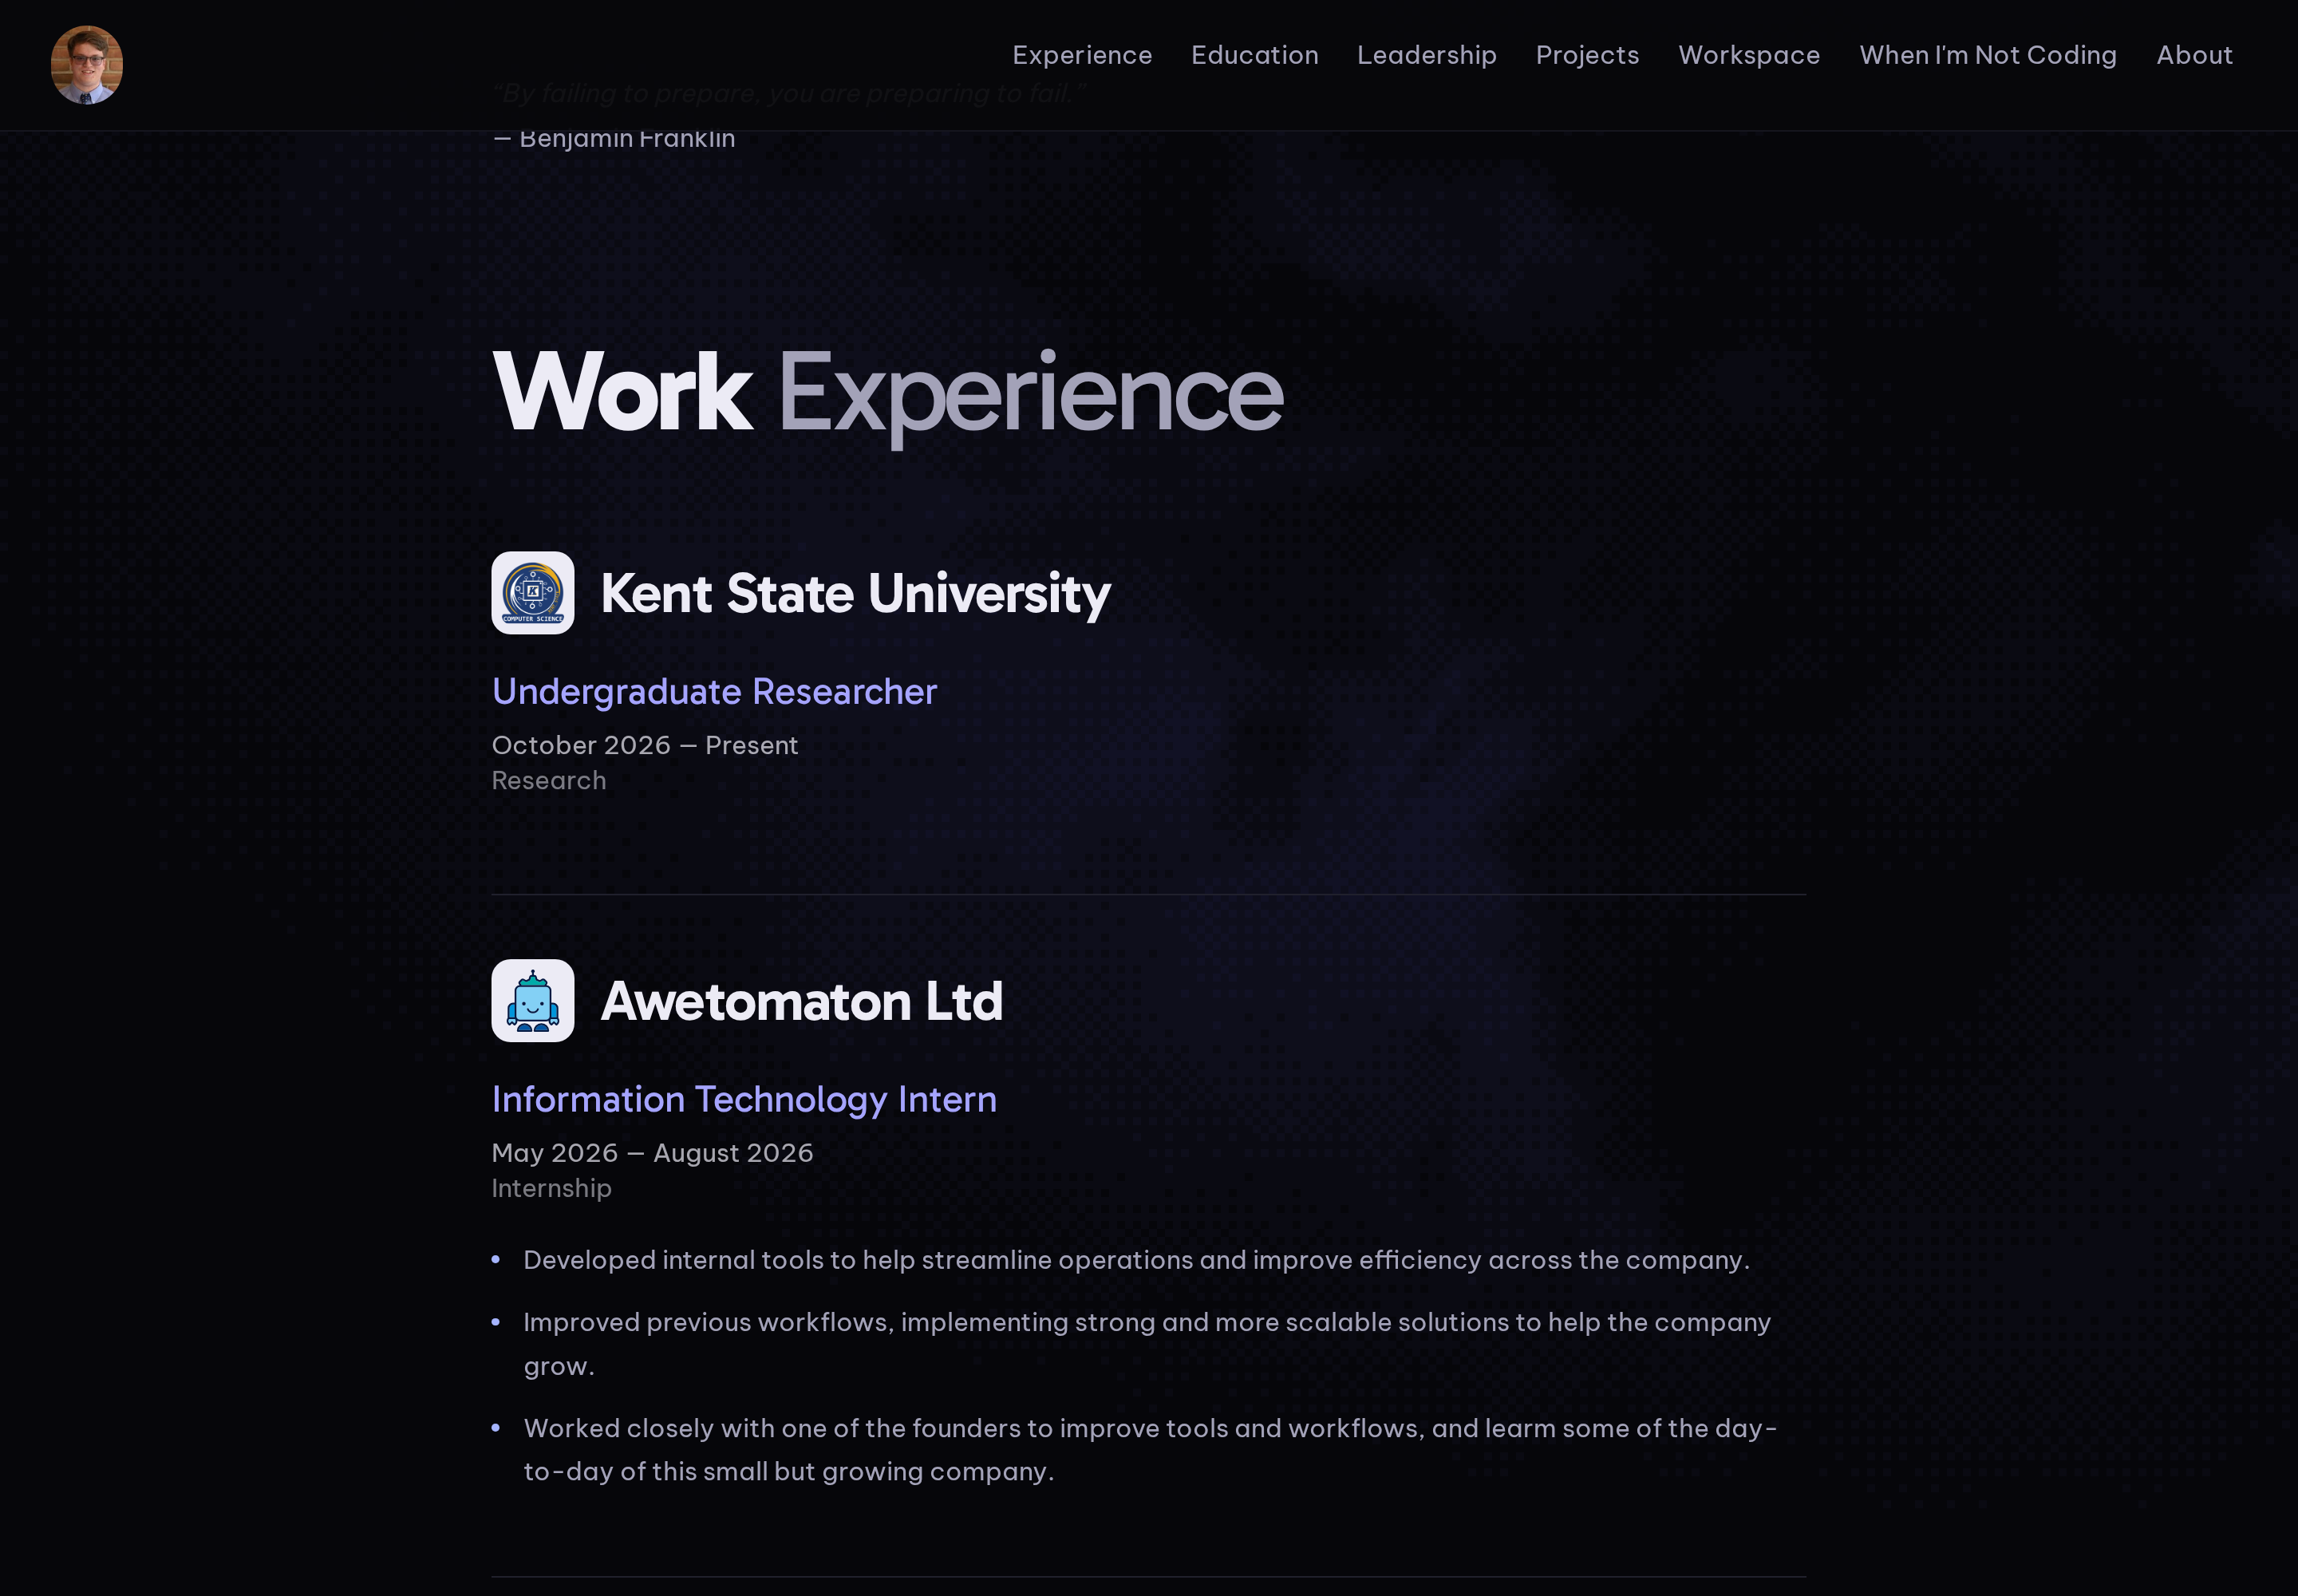 Experience Education Leadership Projects Workspace When I'm Not Coding About
“By failing to prepare, you are preparing to fail.”
— Benjamin Franklin
Work Experience
COMPUTER SCIENCE
Kent State University
Undergraduate Researcher
October 2026 — Present
Research
Awetomaton Ltd
Information Technology Intern
May 2026 — August 2026
Internship
• Developed internal tools to help streamline operations and improve efficiency across the company.
• Improved previous workflows, implementing strong and more scalable solutions to help the company
grow.
• Worked closely with one of the founders to improve tools and workflows, and learm some of the day-
to-day of this small but growing company.